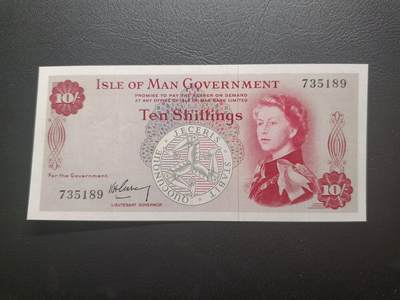 ISLE OF MAN GOVERNMENT
735189
PROMISE TO PAY THE BEARER ON DEMAND
AT ANY OFFICE OF ISLE OF MAN BANK LIMITED
10/-
Ten Shillings
QUOCUNQUE JECERIS STABIT
For the Government
735189
LIEUTENANT GOVERNOR
10/-